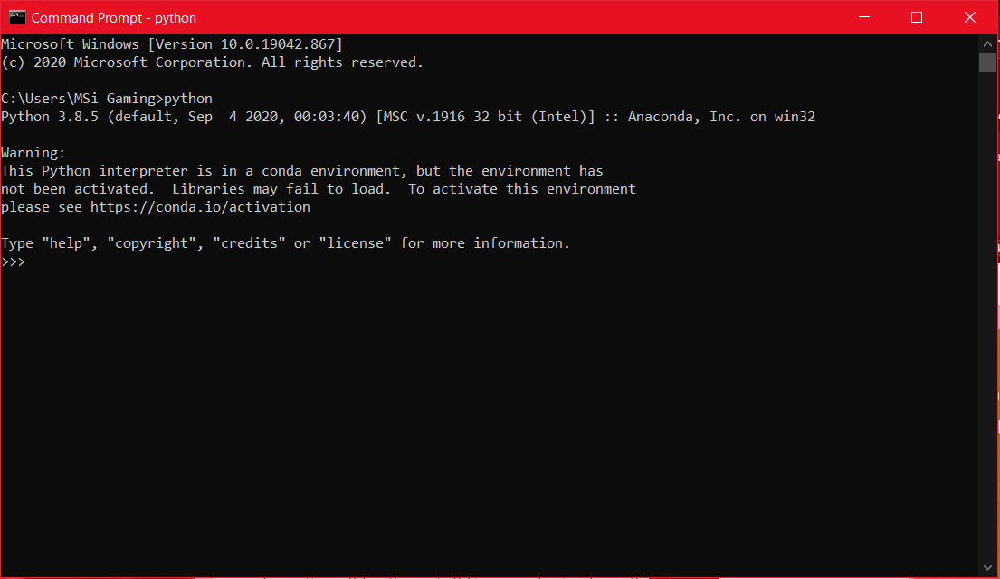 Command Prompt - python
Microsoft Windows [Version 10.0.19042.867]
(c) 2020 Microsoft Corporation. All rights reserved.
C:\Users\MSi Gaming>python
Python 3.8.5 (default, Sep  4 2020, 00:03:40) [MSC v.1916 32 bit (Intel)] :: Anaconda, Inc. on win32
Warning:
This Python interpreter is in a conda environment, but the environment has
not been activated.  Libraries may fail to load.  To activate this environment
please see https://conda.io/activation
Type "help", "copyright", "credits" or "license" for more information.
>>>